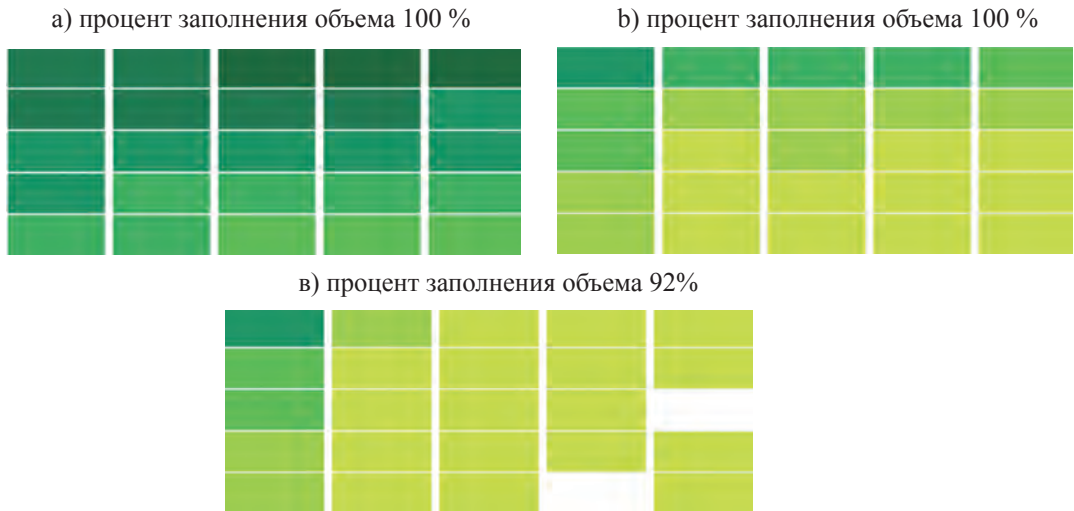 а) процент заполнения объема 100 %
b) процент заполнения объема 100 %
в) процент заполнения объема 92%